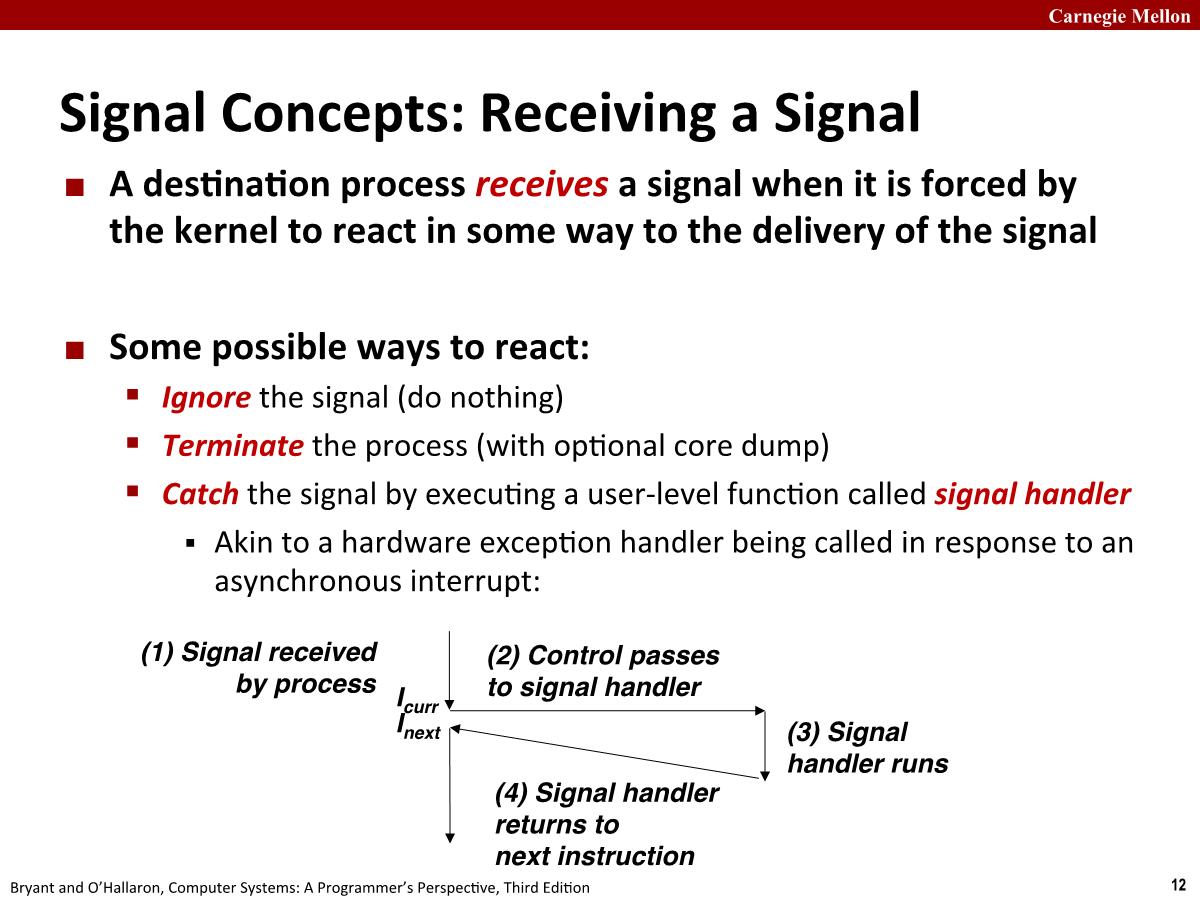 Carnegie Mellon
Signal Concepts: Receiving a Signal
■ A destination process receives a signal when it is forced by
the kernel to react in some way to the delivery of the signal
■ Some possible ways to react:
▪ Ignore the signal (do nothing)
▪ Terminate the process (with optional core dump)
▪ Catch the signal by executing a user-level function called signal handler
▪ Akin to a hardware exception handler being called in response to an
asynchronous interrupt:
(1) Signal received
by process
(2) Control passes
to signal handler
Icurr
Inext
(3) Signal
handler runs
(4) Signal handler
returns to
next instruction
Bryant and O’Hallaron, Computer Systems: A Programmer’s Perspective, Third Edition
12